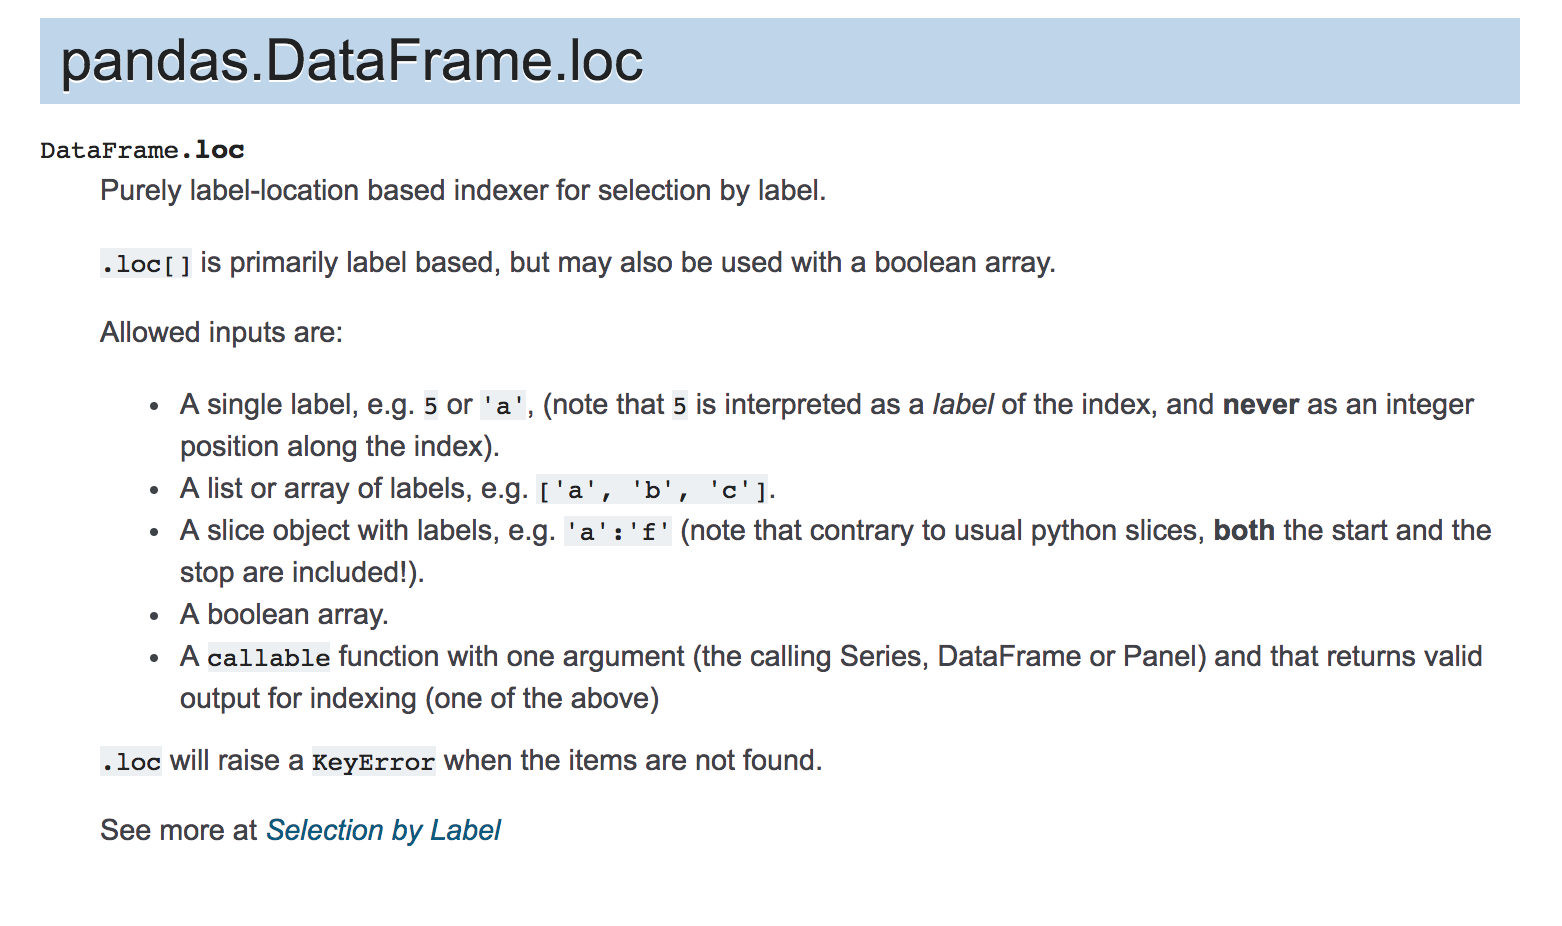 pandas.DataFrame.loc
DataFrame.loc
Purely label-location based indexer for selection by label.
.loc[] is primarily label based, but may also be used with a boolean array.
Allowed inputs are:
• A single label, e.g. 5 or 'a', (note that 5 is interpreted as a label of the index, and never as an integer
position along the index).
• A list or array of labels, e.g. ['a', 'b', 'c'].
• A slice object with labels, e.g. 'a':'f' (note that contrary to usual python slices, both the start and the
stop are included!).
• A boolean array.
• A callable function with one argument (the calling Series, DataFrame or Panel) and that returns valid
output for indexing (one of the above)
.loc will raise a KeyError when the items are not found.
See more at Selection by Label